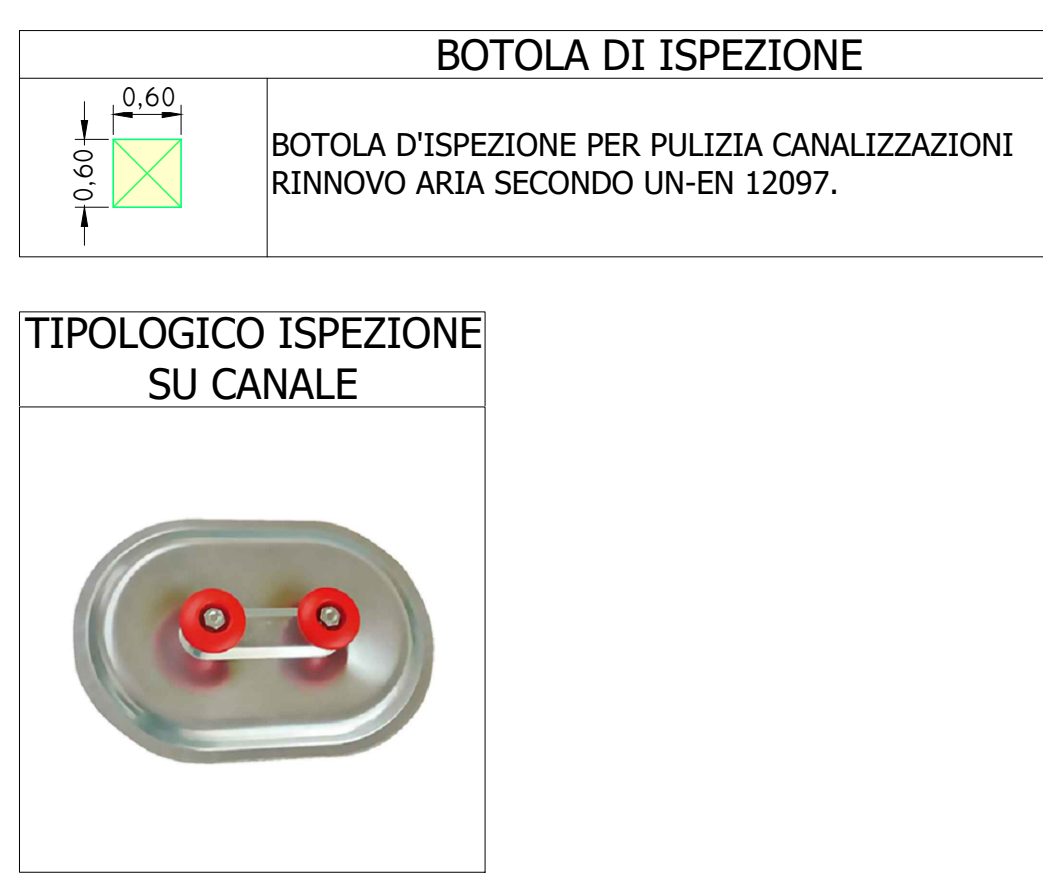 BOTOLA DI ISPEZIONE
0,60
0,60
BOTOLA D'ISPEZIONE PER PULIZIA CANALIZZAZIONI
RINNOVO ARIA SECONDO UN-EN 12097.
TIPOLOGICO ISPEZIONE
SU CANALE